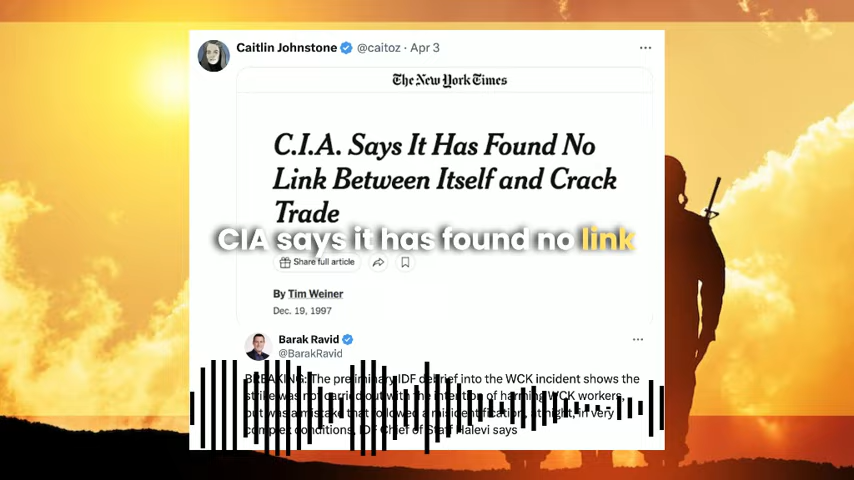 Caitlin Johnstone @caitoz · Apr 3
The New York Times
C.I.A. Says It Has Found No
Link Between Itself and Crack
Trade
CIA says it has found no link
Share full article
By Tim Weiner
Dec. 19, 1997
Barak Ravid
@BarakRavid
BREAKING: The preliminary IDF debrief into the WCK incident shows the
strike was not carried out with the intention of harming WCK workers,
but was a mistake that followed a misidentification, at night, in very
complex conditions, IDF Chief of Staff Halevi says